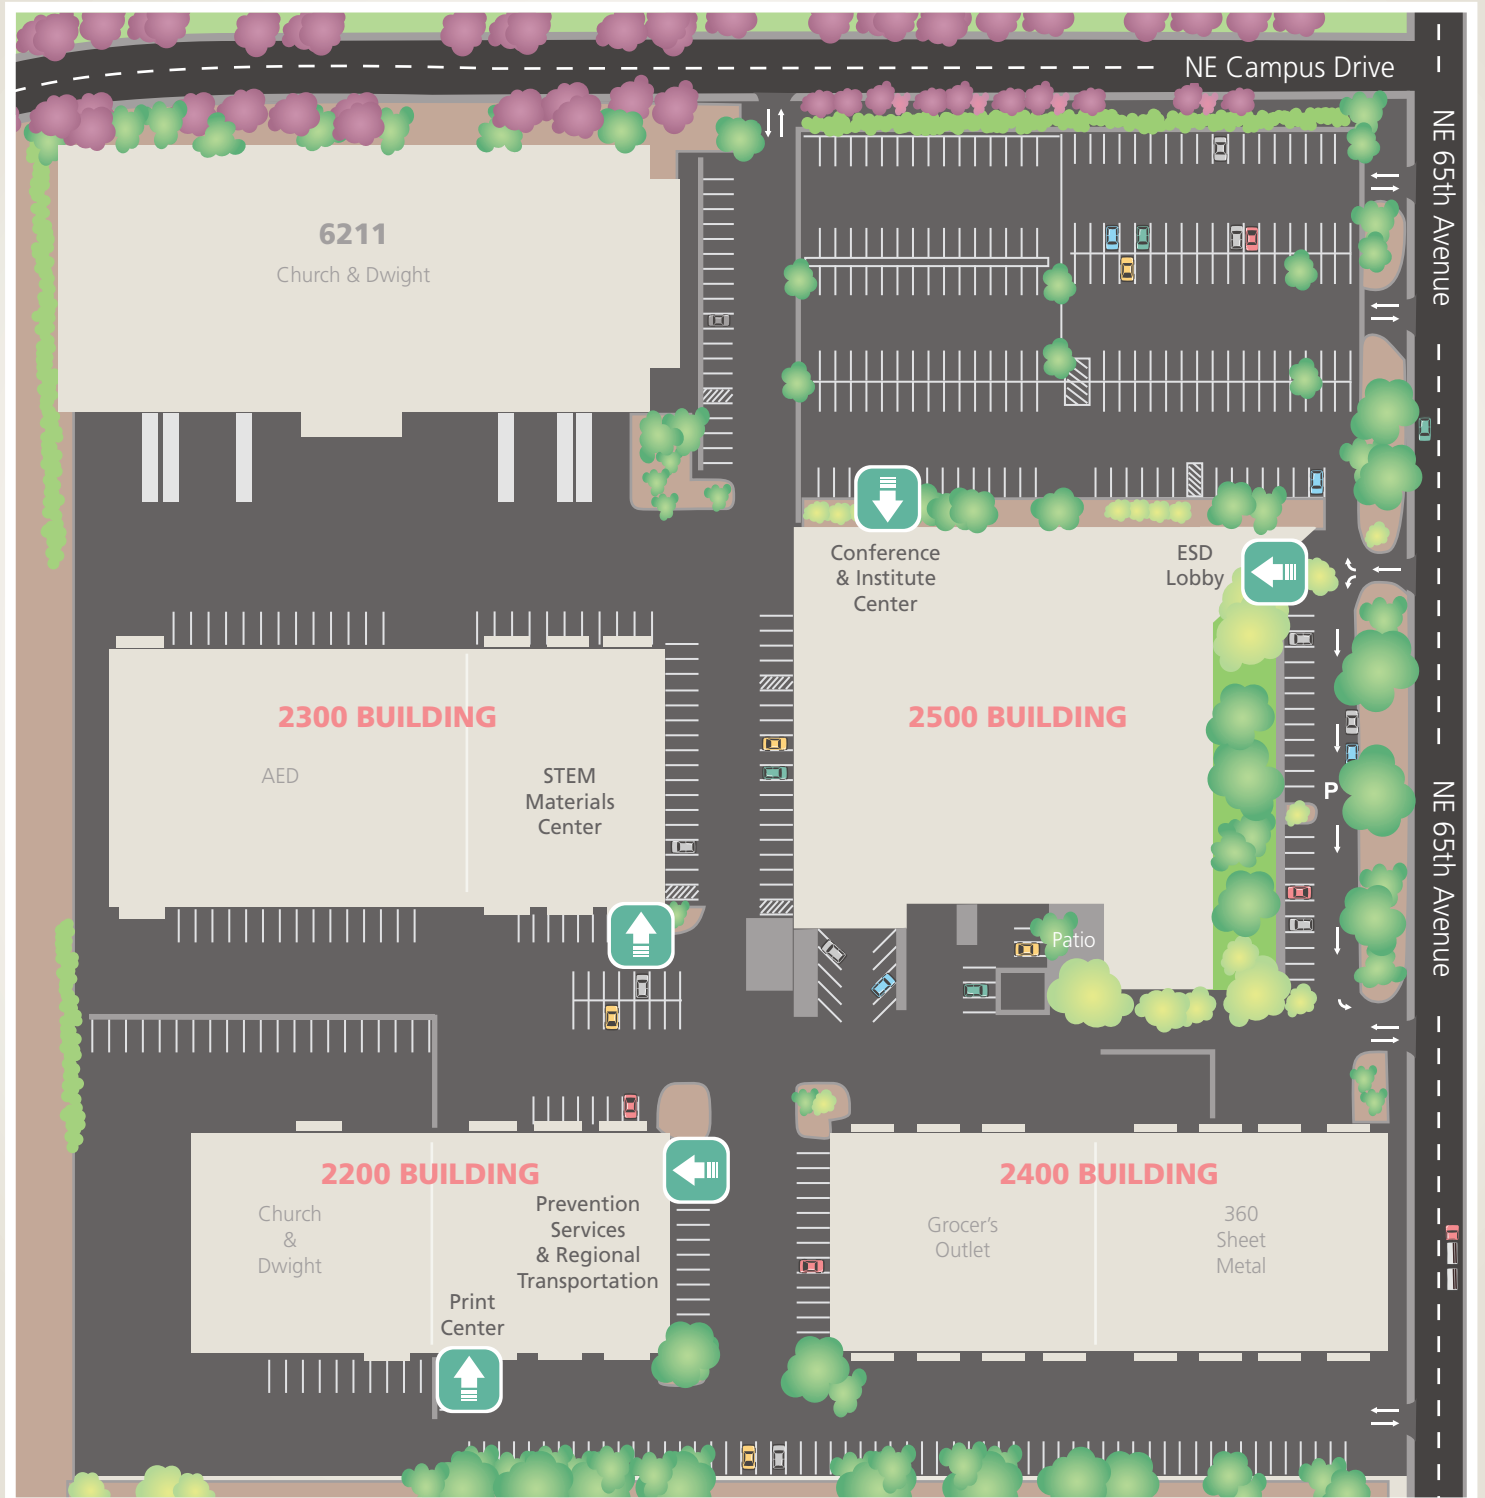 NE Campus Drive
NE 65th Avenue
6211
Church & Dwight
Conference
& Institute
Center
ESD
Lobby
2300 BUILDING
AED
STEM
Materials
Center
2500 BUILDING
P
NE 65th Avenue
Patio
2200 BUILDING
Church
&
Dwight
Prevention
Services
& Regional
Transportation
Print
Center
2400 BUILDING
Grocer's
Outlet
360
Sheet
Metal